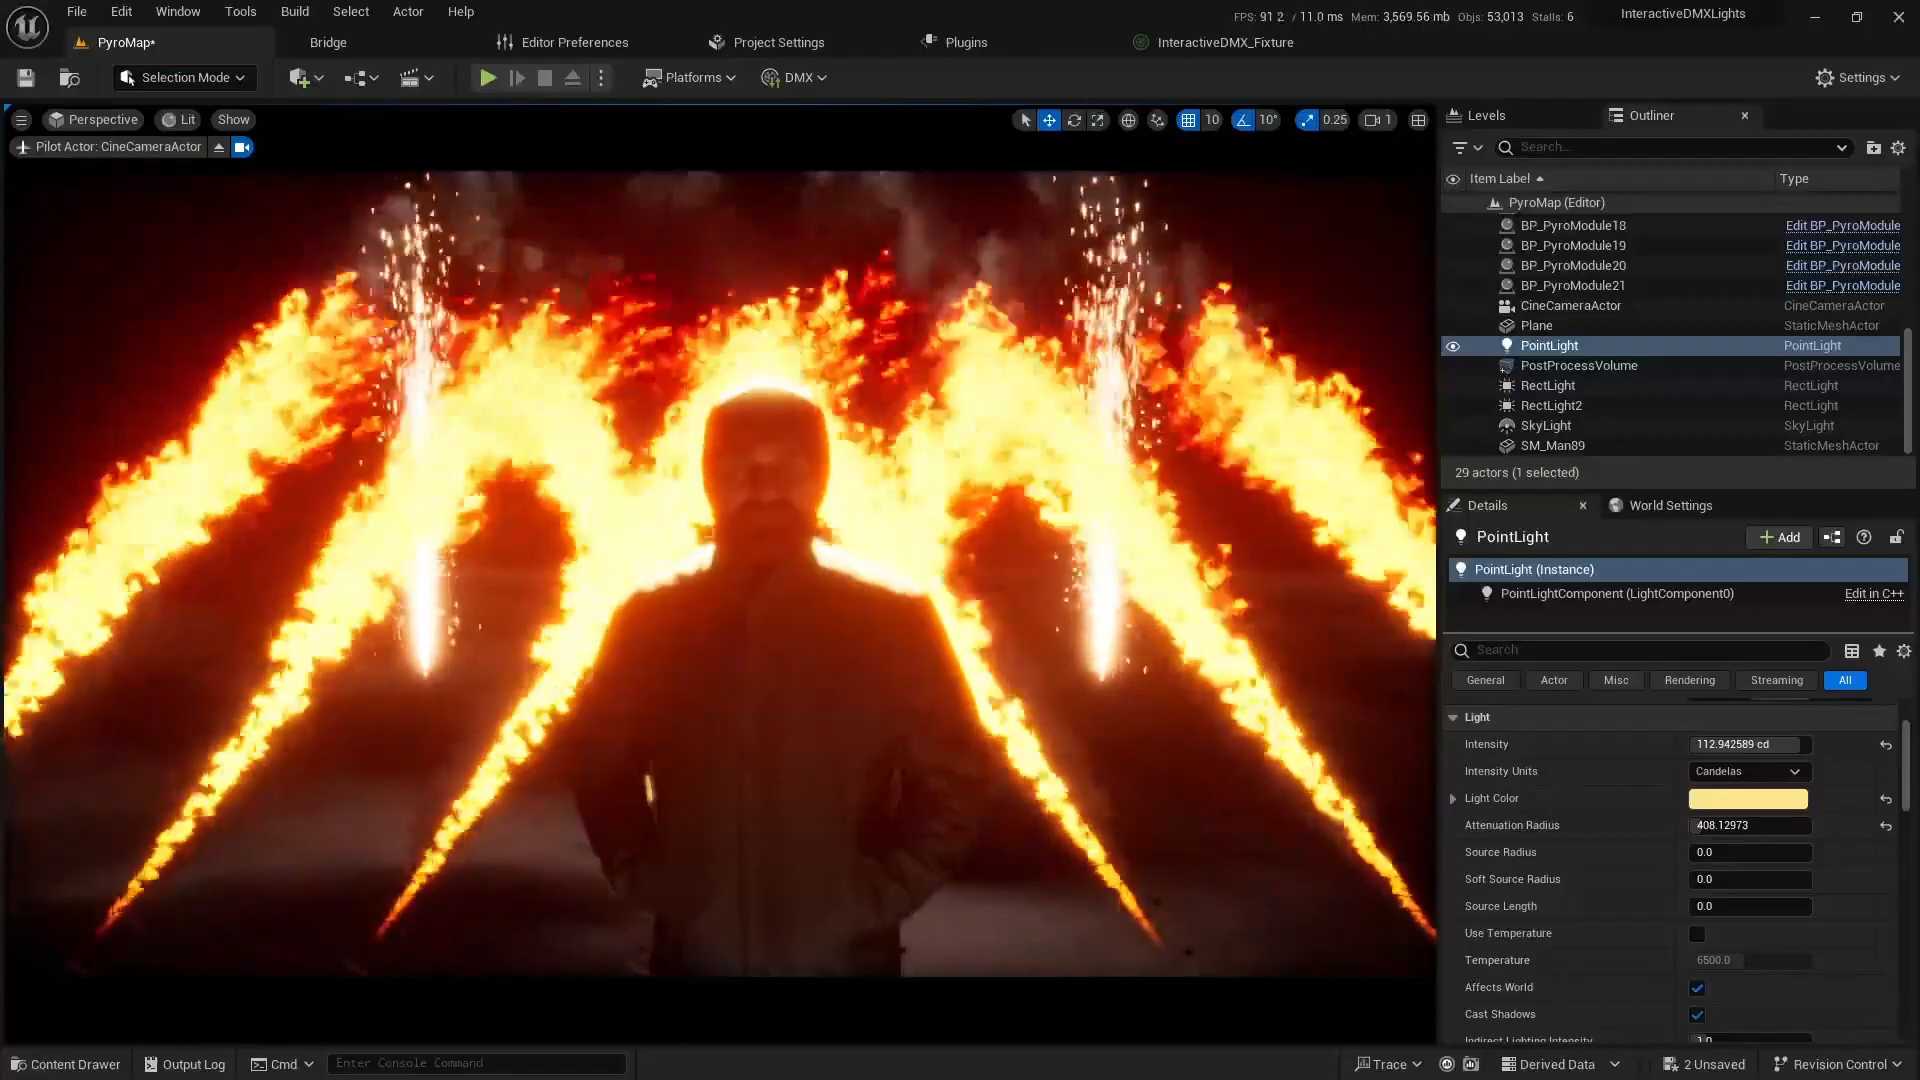 File Edit Window Tools Build Select Actor Help
FPS: 91.2 / 11.0 ms Mem: 3,569.56 mb Objs: 53,013 Stalls: 6
InteractiveDMXLights
PyroMap*
Bridge
Editor Preferences
Project Settings
Plugins
InteractiveDMX_Fixture
Selection Mode
Platforms
DMX
Settings
Perspective
Lit
Show
10
10°
0.25
1
Pilot Actor: CineCameraActor
Levels
Outliner
Search...
Item Label
Type
PyroMap (Editor)
BP_PyroModule18 Edit BP_PyroModule
BP_PyroModule19 Edit BP_PyroModule
BP_PyroModule20 Edit BP_PyroModule
BP_PyroModule21 Edit BP_PyroModule
CineCameraActor CineCameraActor
Plane StaticMeshActor
PointLight PointLight
PostProcessVolume PostProcessVolume
RectLight RectLight
RectLight2 RectLight
SkyLight SkyLight
SM_Man89 StaticMeshActor
29 actors (1 selected)
Details
World Settings
PointLight
Add
PointLight (Instance)
PointLightComponent (LightComponent0) Edit in C++
Search
General Actor Misc Rendering Streaming All
Light
Intensity 112.942589 cd
Intensity Units Candelas
Light Color
Attenuation Radius 408.12973
Source Radius 0.0
Soft Source Radius 0.0
Source Length 0.0
Use Temperature
Temperature 6500.0
Affects World
Cast Shadows
Indirect Lighting Intensity 1.0
Content Drawer
Output Log
Cmd
Enter Console Command
Trace
Derived Data
2 Unsaved
Revision Control